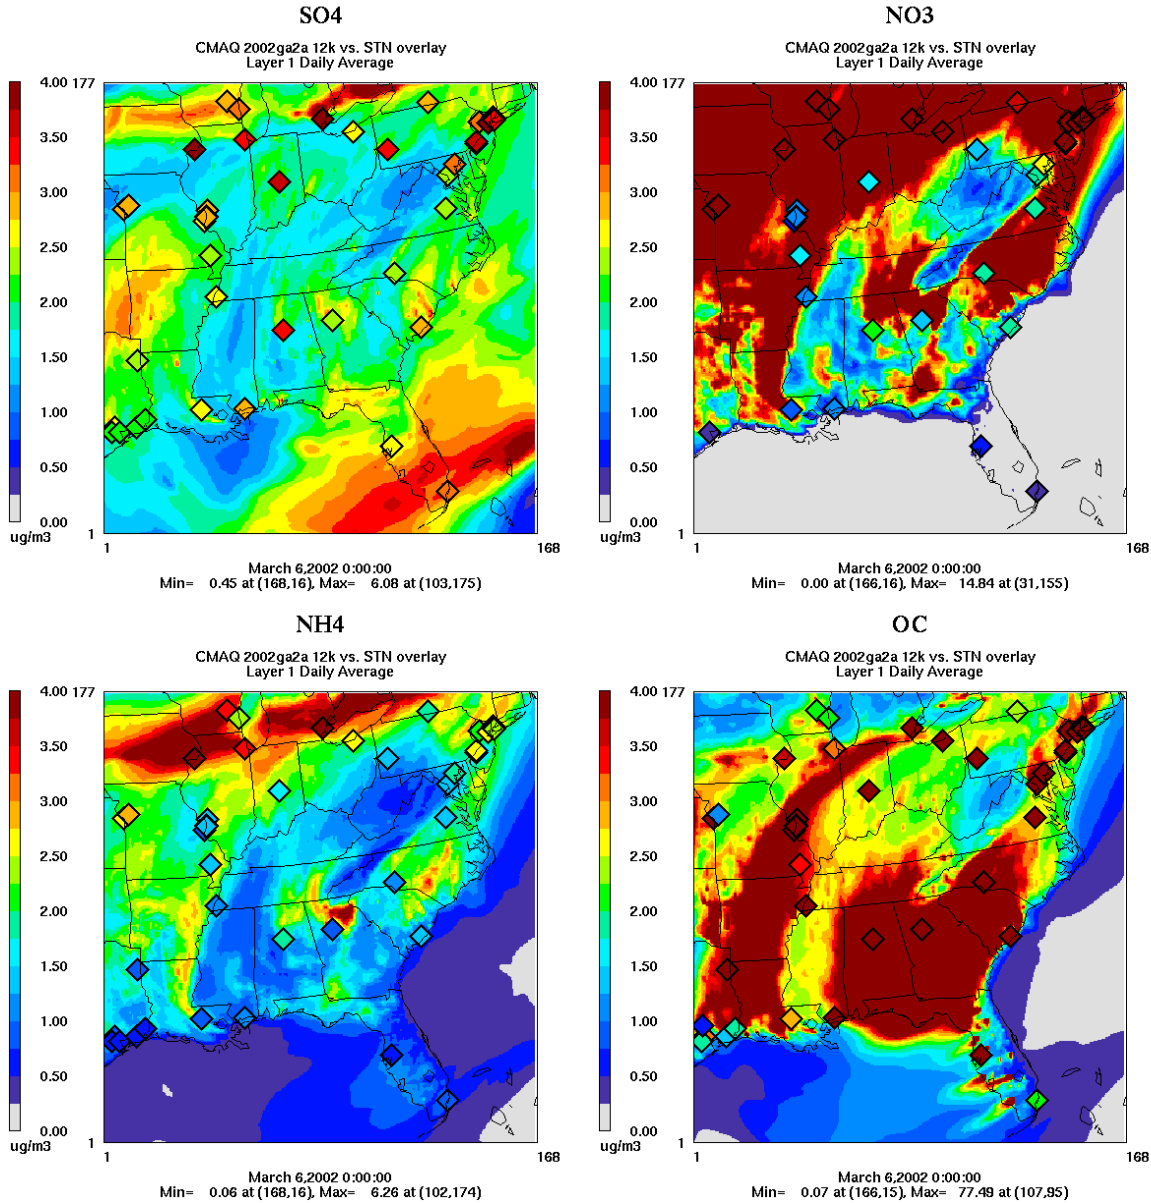 SO4
CMAQ 2002ga2a 12k vs. STN overlay
Layer 1 Daily Average
4.00 177
3.50
3.00
2.50
2.00
1.50
1.00
0.50
0.00
ug/m3
1
1 168
March 6,2002 0:00:00
Min= 0.45 at (168,16), Max= 6.08 at (103,175)
NO3
CMAQ 2002ga2a 12k vs. STN overlay
Layer 1 Daily Average
4.00 177
3.50
3.00
2.50
2.00
1.50
1.00
0.50
0.00
ug/m3
1
1 168
March 6,2002 0:00:00
Min= 0.00 at (166,16), Max= 14.84 at (31,155)
NH4
CMAQ 2002ga2a 12k vs. STN overlay
Layer 1 Daily Average
4.00 177
3.50
3.00
2.50
2.00
1.50
1.00
0.50
0.00
ug/m3
1
1 168
March 6,2002 0:00:00
Min= 0.06 at (168,16), Max= 6.26 at (102,174)
OC
CMAQ 2002ga2a 12k vs. STN overlay
Layer 1 Daily Average
4.00 177
3.50
3.00
2.50
2.00
1.50
1.00
0.50
0.00
ug/m3
1
1 168
March 6,2002 0:00:00
Min= 0.07 at (166,15), Max= 77.49 at (107,95)